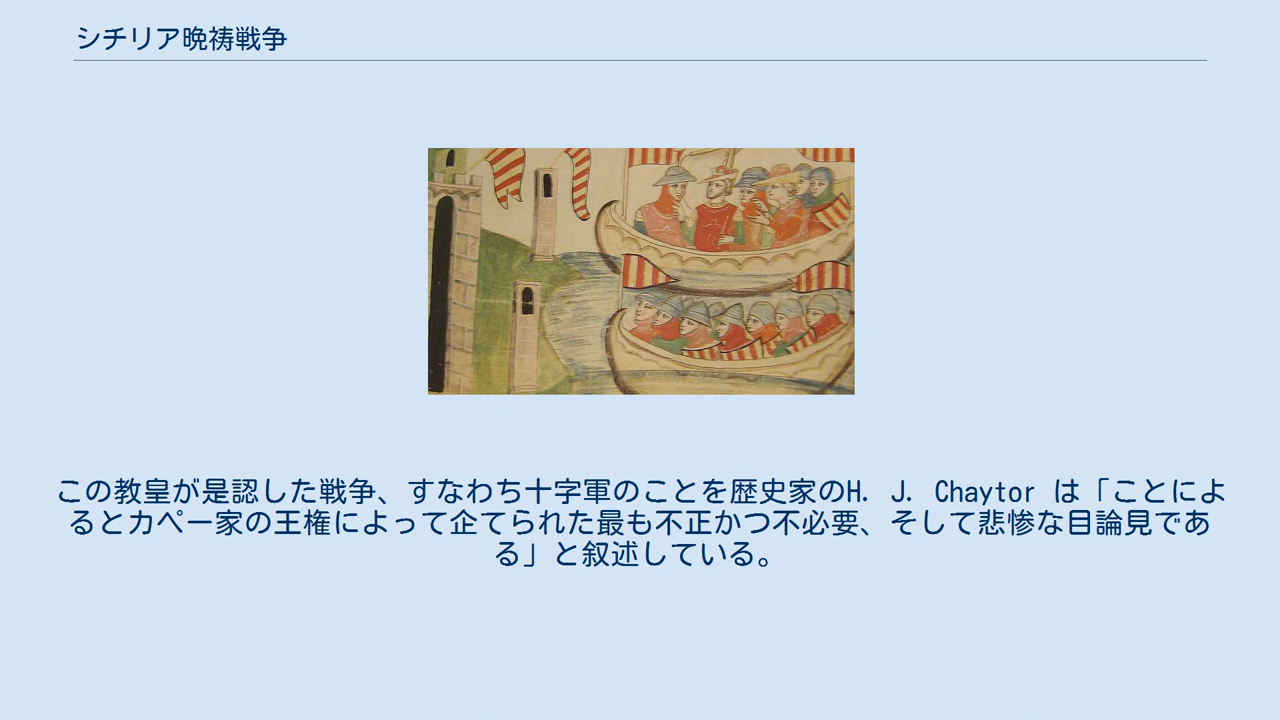 シチリア晩祷戦争
この教皇が是認した戦争、すなわち十字軍のことを歴史家のH. J. Chaytor は「ことによ
るとカペー家の王権によって企てられた最も不正かつ不必要、そして悲惨な目論見であ
る」と叙述している。